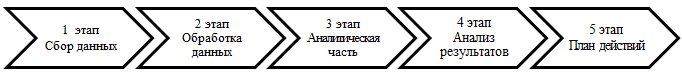 1 этап
Сбор данных
2 этап
Обработка
данных
3 этап
Аналитическая
часть
4 этап
Анализ
результатов
5 этап
План действий